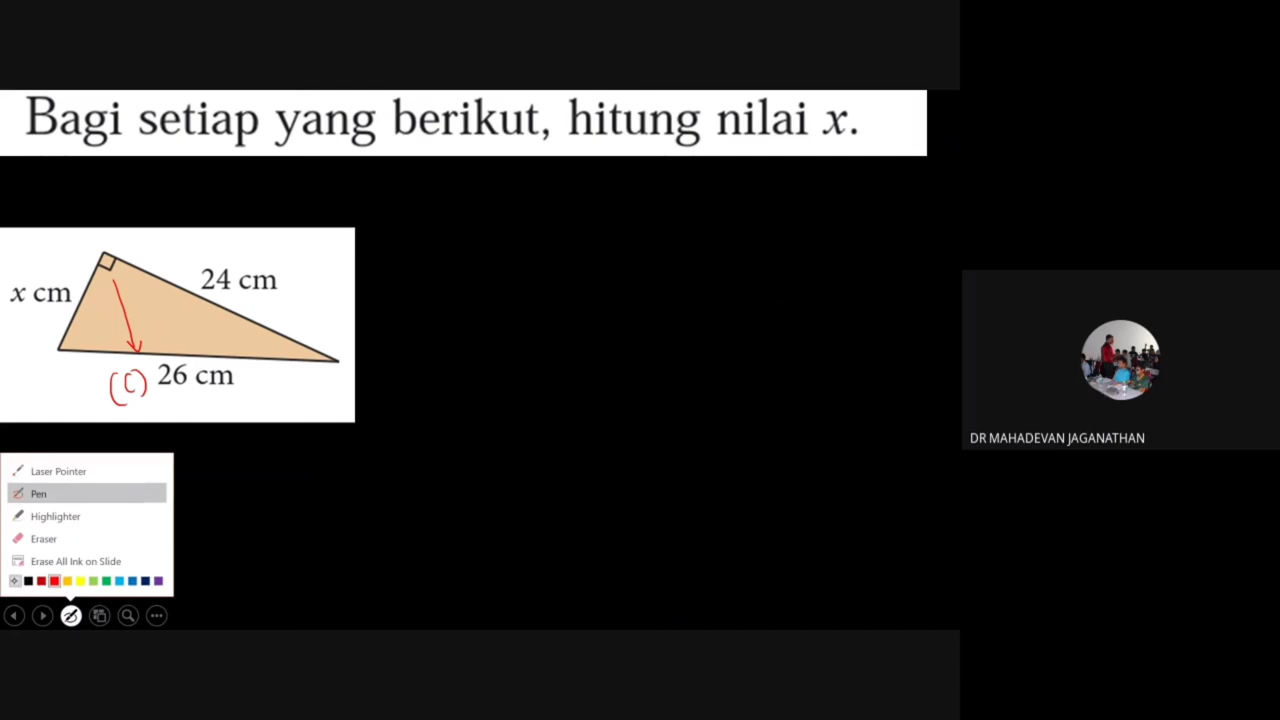 Bagi setiap yang berikut, hitung nilai x.
24 cm
x cm
26 cm
(c)
DR MAHADEVAN JAGANATHAN
Laser Pointer
Pen
Highlighter
Eraser
Erase All Ink on Slide